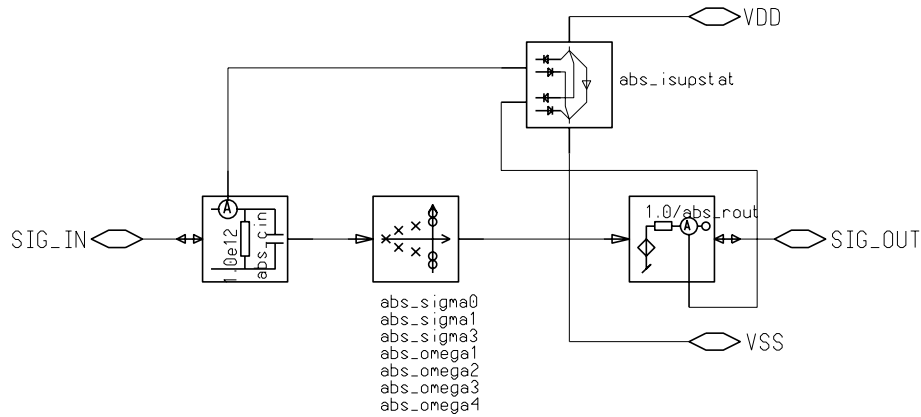 VDD
abs_isupstat
A
1.0/abs_rout
A
SIG_IN
1.0e12
abs_cin
SIG_OUT
abs_sigma0
abs_sigma1
abs_sigma3
abs_omega1
abs_omega2
abs_omega3
abs_omega4
VSS